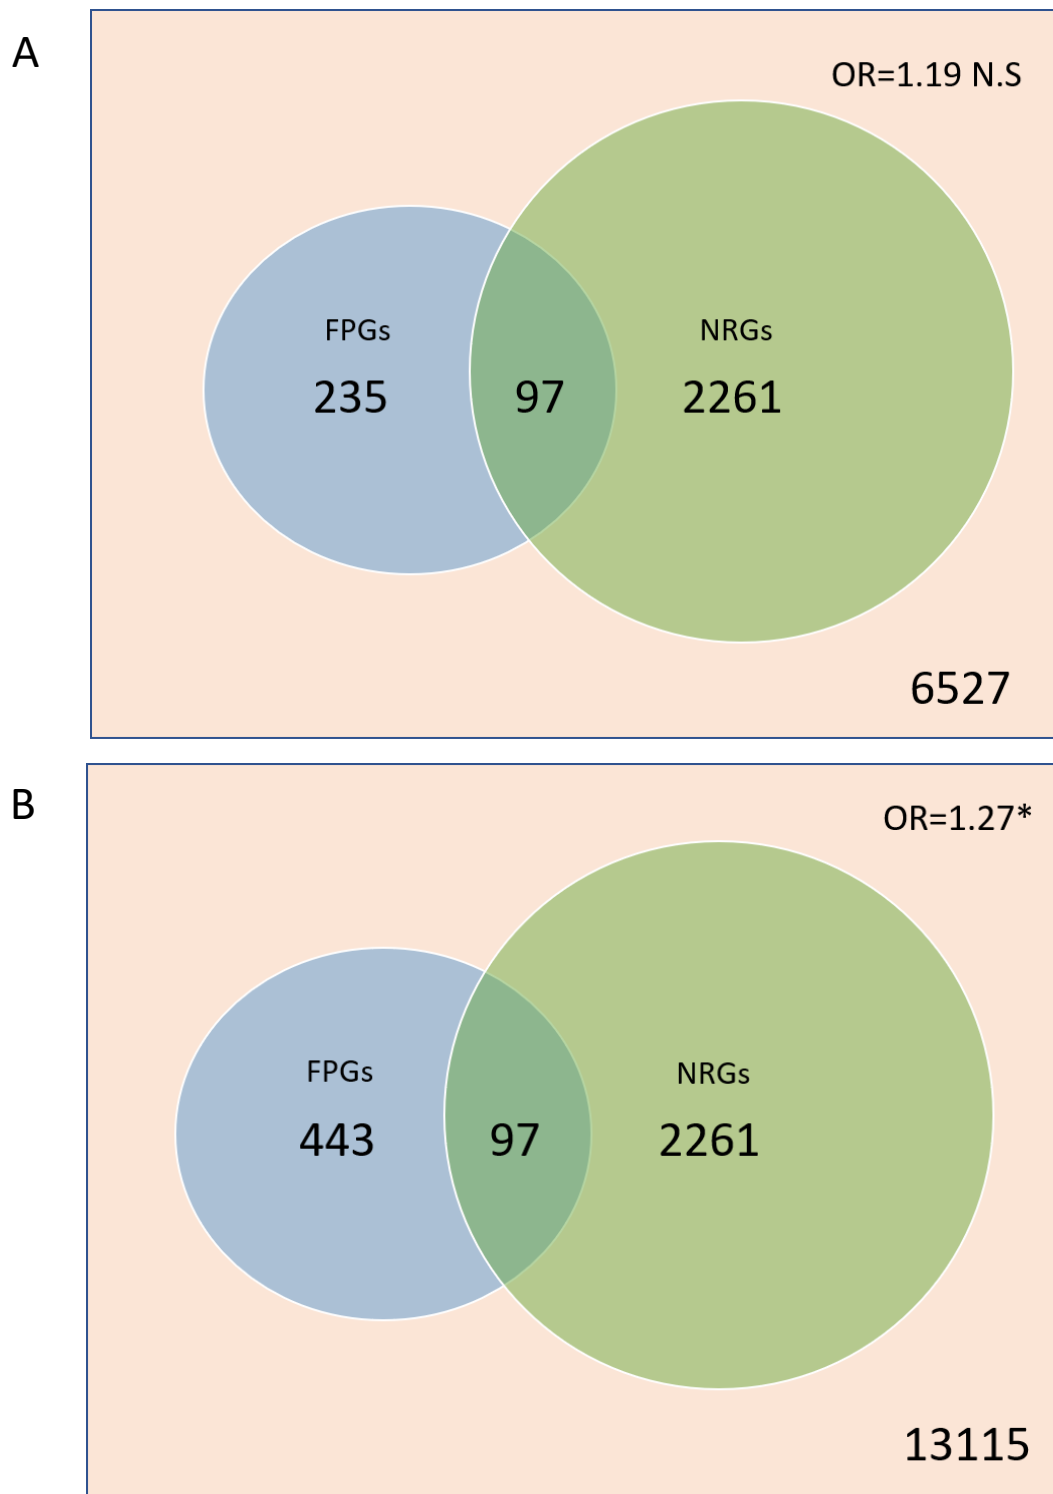 A
OR=1.19 N.S
FPGs
NRGs
235
97
2261
6527
B
OR=1.27*
FPGs
NRGs
443
97
2261
13115